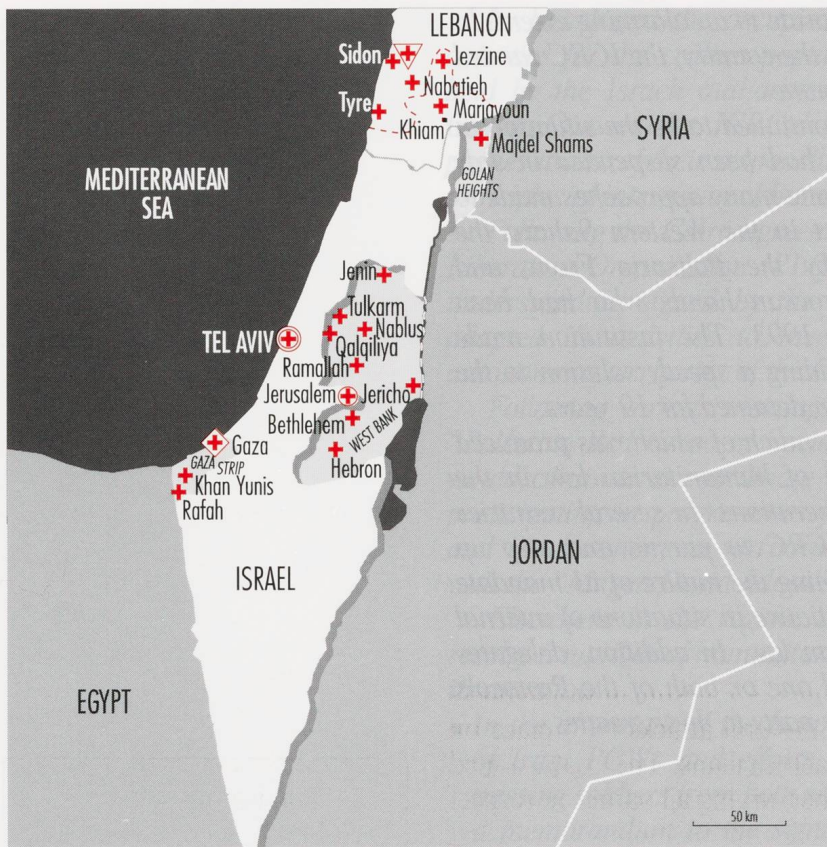 LEBANON
Sidon
Jezzine
Nabatieh
Tyre
Marjayoun
Khiam
SYRIA
Majdel Shams
MEDITERRANEAN
SEA
GOLAN
HEIGHTS
Jenin
Tulkarm
Nablus
TEL AVIV
Qalqiliya
Ramallah
Jerusalem
Jericho
Bethlehem
WEST BANK
Gaza
GAZA STRIP
Hebron
Khan Yunis
Rafah
JORDAN
ISRAEL
EGYPT
50 km